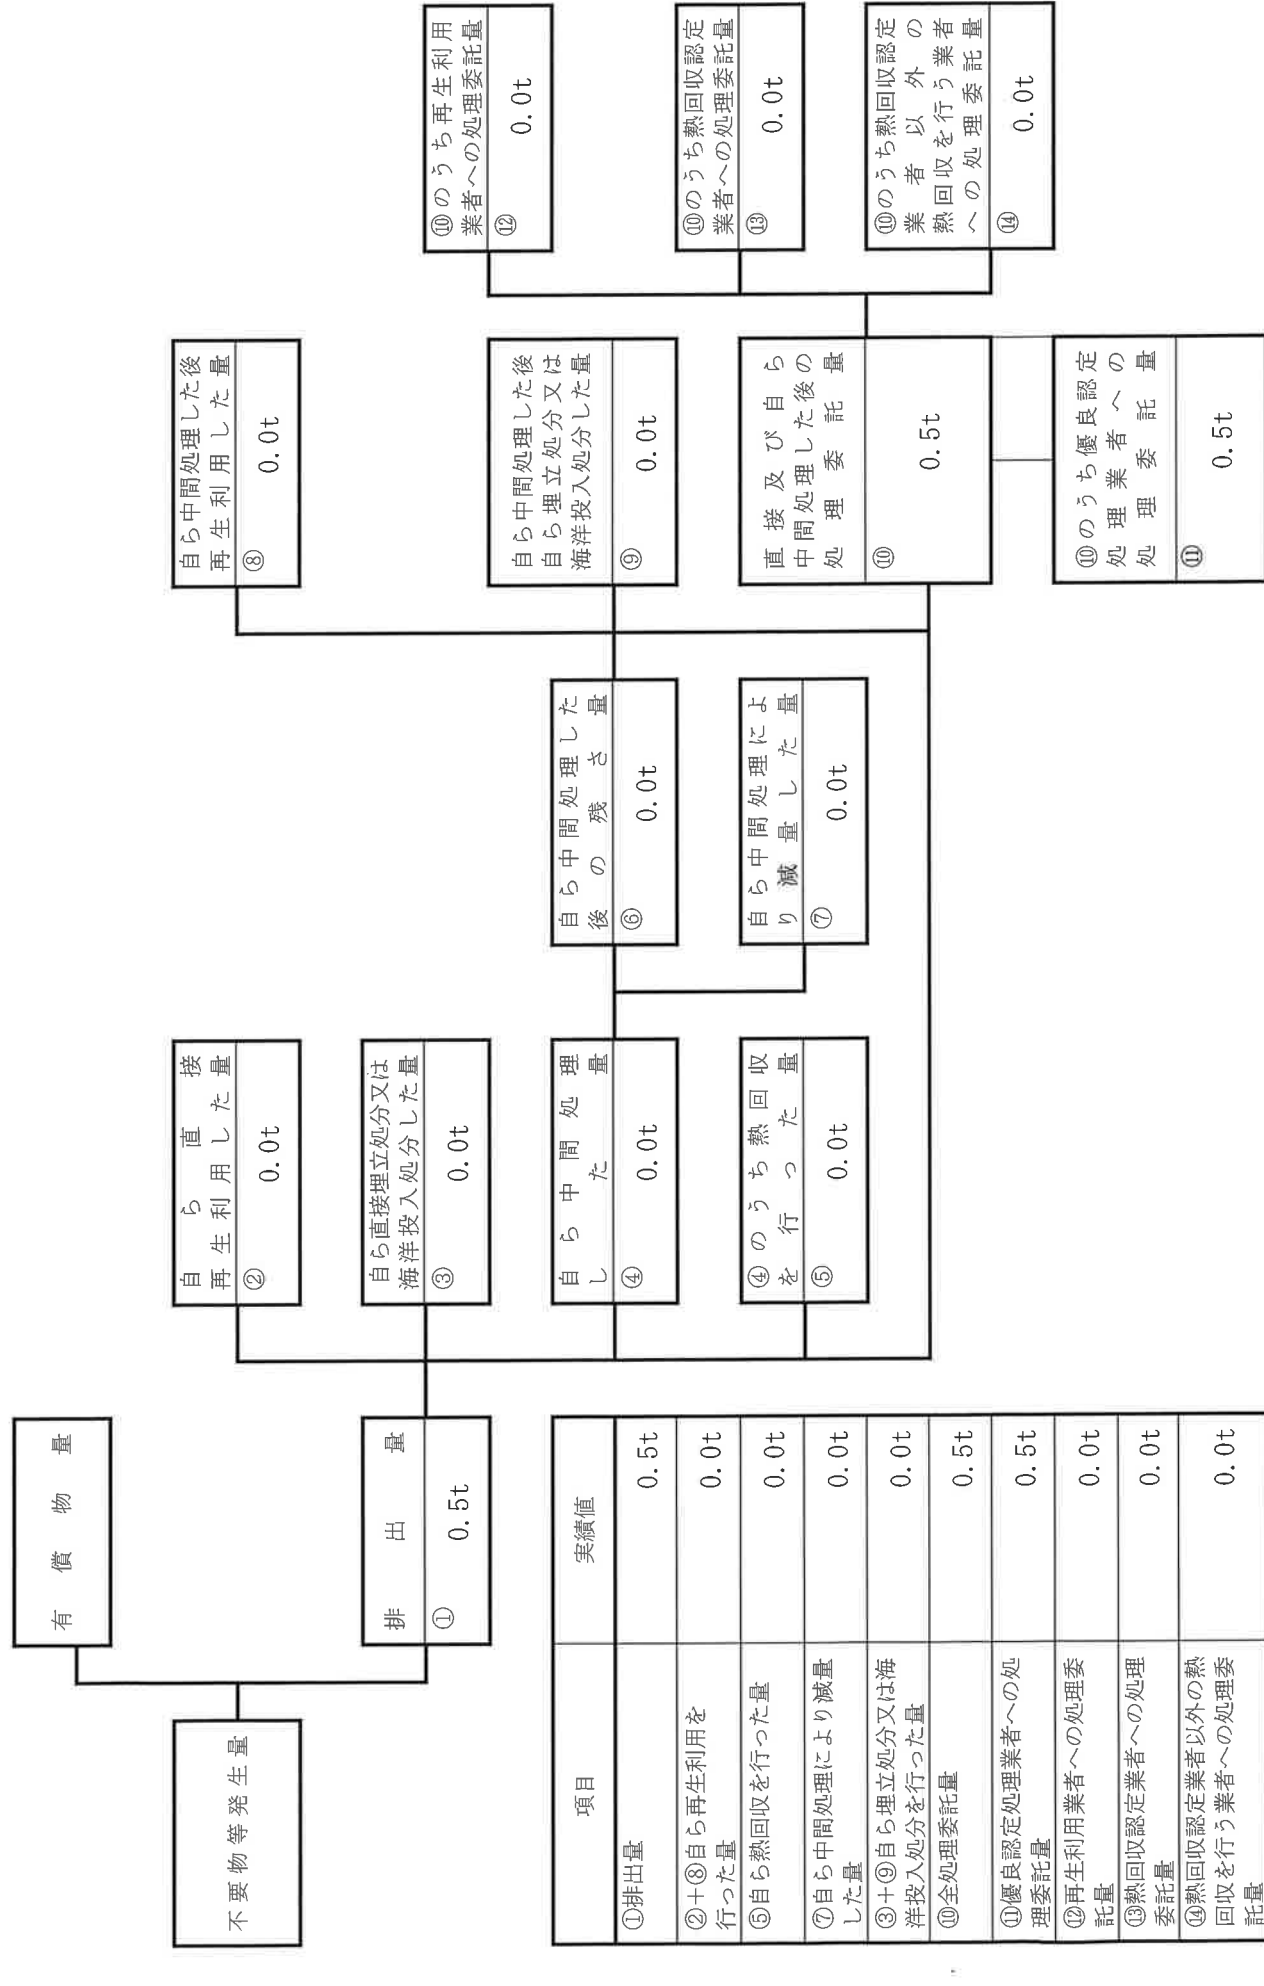 有償物量
不要物等発生量
排出量
① 0.5t
自ら直接
再生利用した量
② 0.0t
自ら直接埋立処分又は
海洋投入処分した量
③ 0.0t
自ら中間処理
した量
④ 0.0t
④のうち熱回収
を行った量
⑤ 0.0t
自ら中間処理した
後の残さ量
⑥ 0.0t
自ら中間処理によ
り減量した量
⑦ 0.0t
自ら中間処理した後
再生利用した量
⑧ 0.0t
自ら中間処理した後
自ら埋立処分又は
海洋投入処分した量
⑨ 0.0t
直接及び自ら
中間処理した後の
処理委託量
⑩ 0.5t
⑩のうち優良認定
処理業者への
処理委託量
⑪ 0.5t
⑩のうち再生利用
業者への処理委託量
⑫ 0.0t
⑩のうち熱回収認定
業者への処理委託量
⑬ 0.0t
⑩のうち熱回収認定
業者以外の
熱回収を行う業者
への処理委託量
⑭ 0.0t
項目 実績値
①排出量 0.5t
②+⑧自ら再生利用を
行った量 0.0t
⑤自ら熱回収を行った量 0.0t
⑦自ら中間処理により減量
した量 0.0t
③+⑨自ら埋立処分又は海
洋投入処分を行った量 0.0t
⑩全処理委託量 0.5t
⑪優良認定処理業者への処
理委託量 0.5t
⑫再生利用業者への処理委
託量 0.0t
⑬熱回収認定業者への処理
委託量 0.0t
⑭熱回収認定業者以外の熱
回収を行う業者への処理委
託量 0.0t